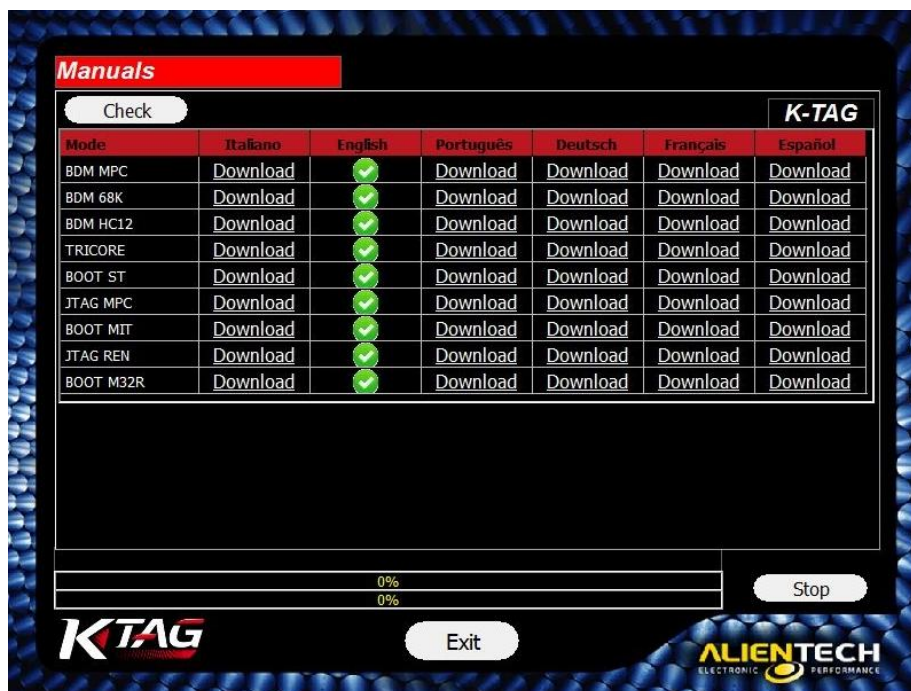 Manuals
Check
K-TAG
Mode Italiano English Português Deutsch Français Español
BDM MPC Download Download Download Download Download
BDM 68K Download Download Download Download Download
BDM HC12 Download Download Download Download Download
TRICORE Download Download Download Download Download
BOOT ST Download Download Download Download Download
JTAG MPC Download Download Download Download Download
BOOT MIT Download Download Download Download Download
JTAG REN Download Download Download Download Download
BOOT M32R Download Download Download Download Download
0%
0%
Stop
KTAG
Exit
ALIENTECH
ELECTRONIC PERFORMANCE